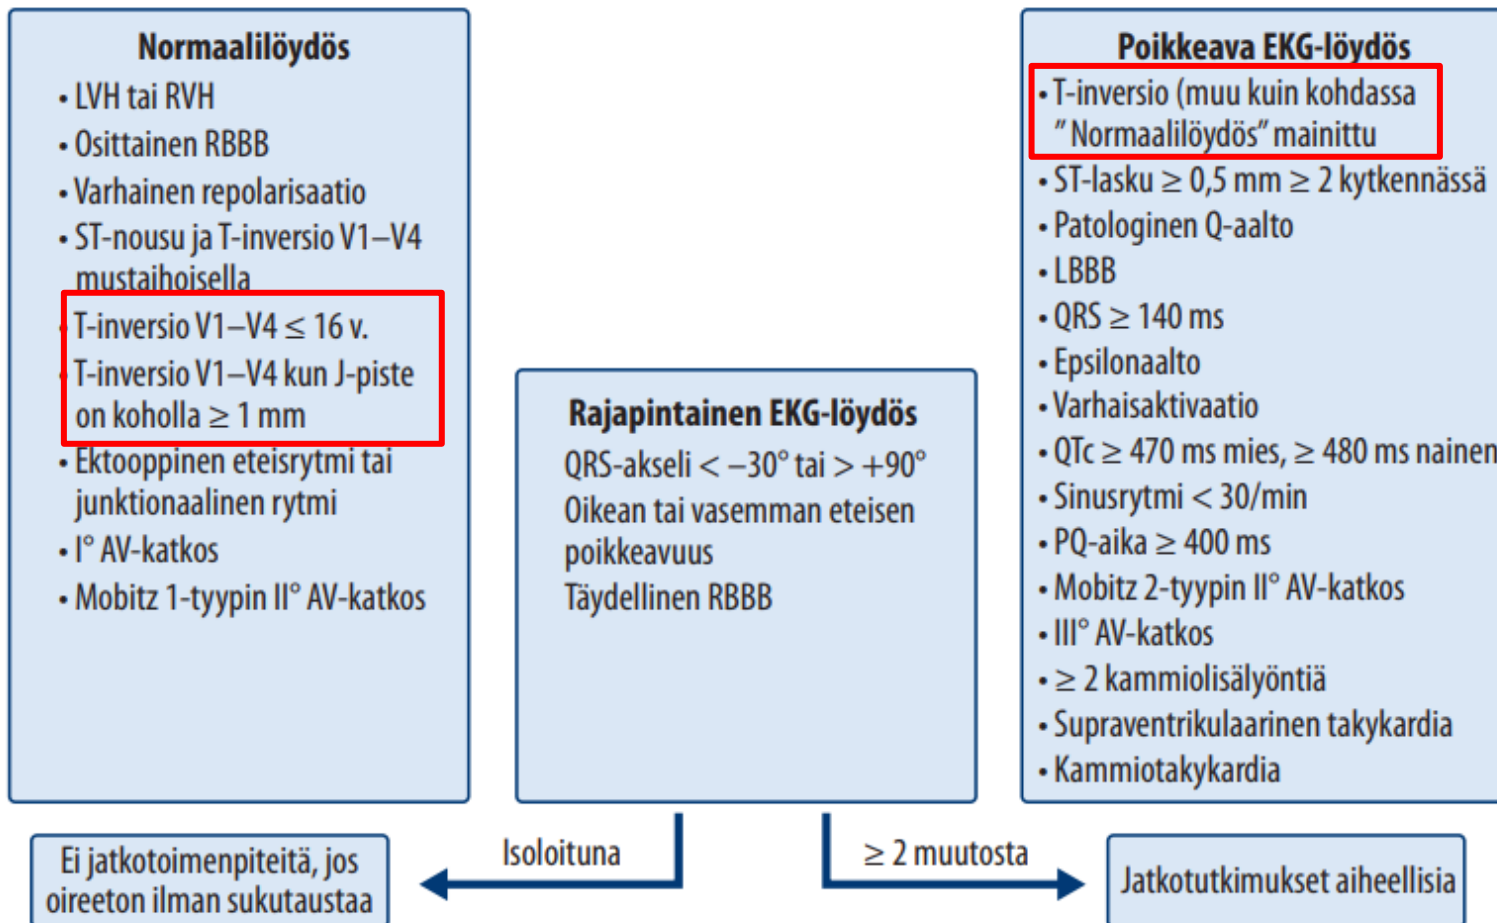 Normaalilöydös
• LVH tai RVH
• Osittainen RBBB
• Varhainen repolarisaatio
• ST-nousu ja T-inversio V1–V4
mustaihoisella
• T-inversio V1–V4 ≤ 16 v.
• T-inversio V1–V4 kun J-piste
on koholla ≥ 1 mm
• Ektooppinen eteisrytmi tai
junktionaalinen rytmi
• I° AV-katkos
• Mobitz 1-tyypin II° AV-katkos
Rajapintainen EKG-löydös
QRS-akseli < –30° tai > +90°
Oikean tai vasemman eteisen
poikkeavuus
Täydellinen RBBB
Poikkeava EKG-löydös
• T-inversio (muu kuin kohdassa
”Normaalilöydös” mainittu
• ST-lasku ≥ 0,5 mm ≥ 2 kytkennässä
• Patologinen Q-aalto
• LBBB
• QRS ≥ 140 ms
• Epsilonaalto
• Varhaisaktivaatio
• QTc ≥ 470 ms mies, ≥ 480 ms nainen
• Sinusrytmi < 30/min
• PQ-aika ≥ 400 ms
• Mobitz 2-tyypin II° AV-katkos
• III° AV-katkos
• ≥ 2 kammiolisälyöntiä
• Supraventrikulaarinen takykardia
• Kammiotakykardia
Ei jatkotoimenpiteitä, jos
oireeton ilman sukutaustaa
Isoloituna
≥ 2 muutosta
Jatkotutkimukset aiheellisia